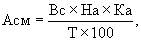 Асм = Вс×На×Ка / Т×100 ,